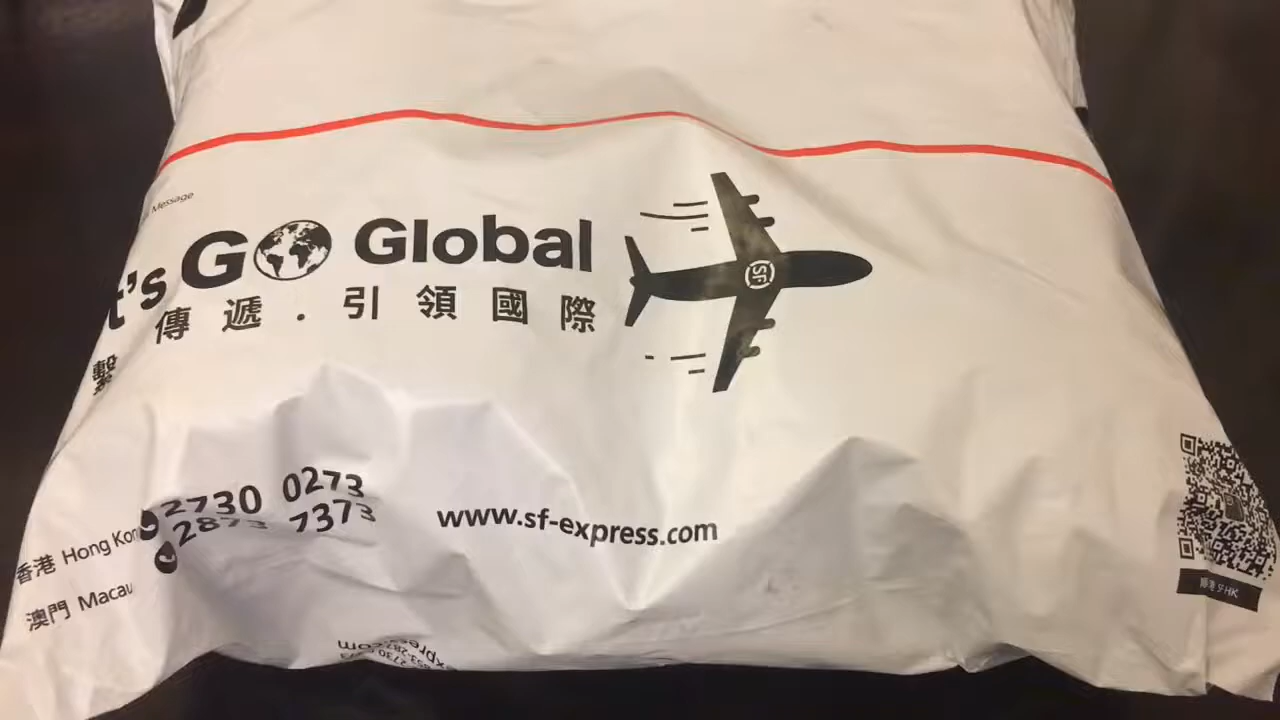 Message
t's GO Global
繫 傳 遞 . 引 領 國 際
SF
香港 Hong Kon 2730 0273
澳門 Macau 2873 7373
www.sf-express.com
SFHK